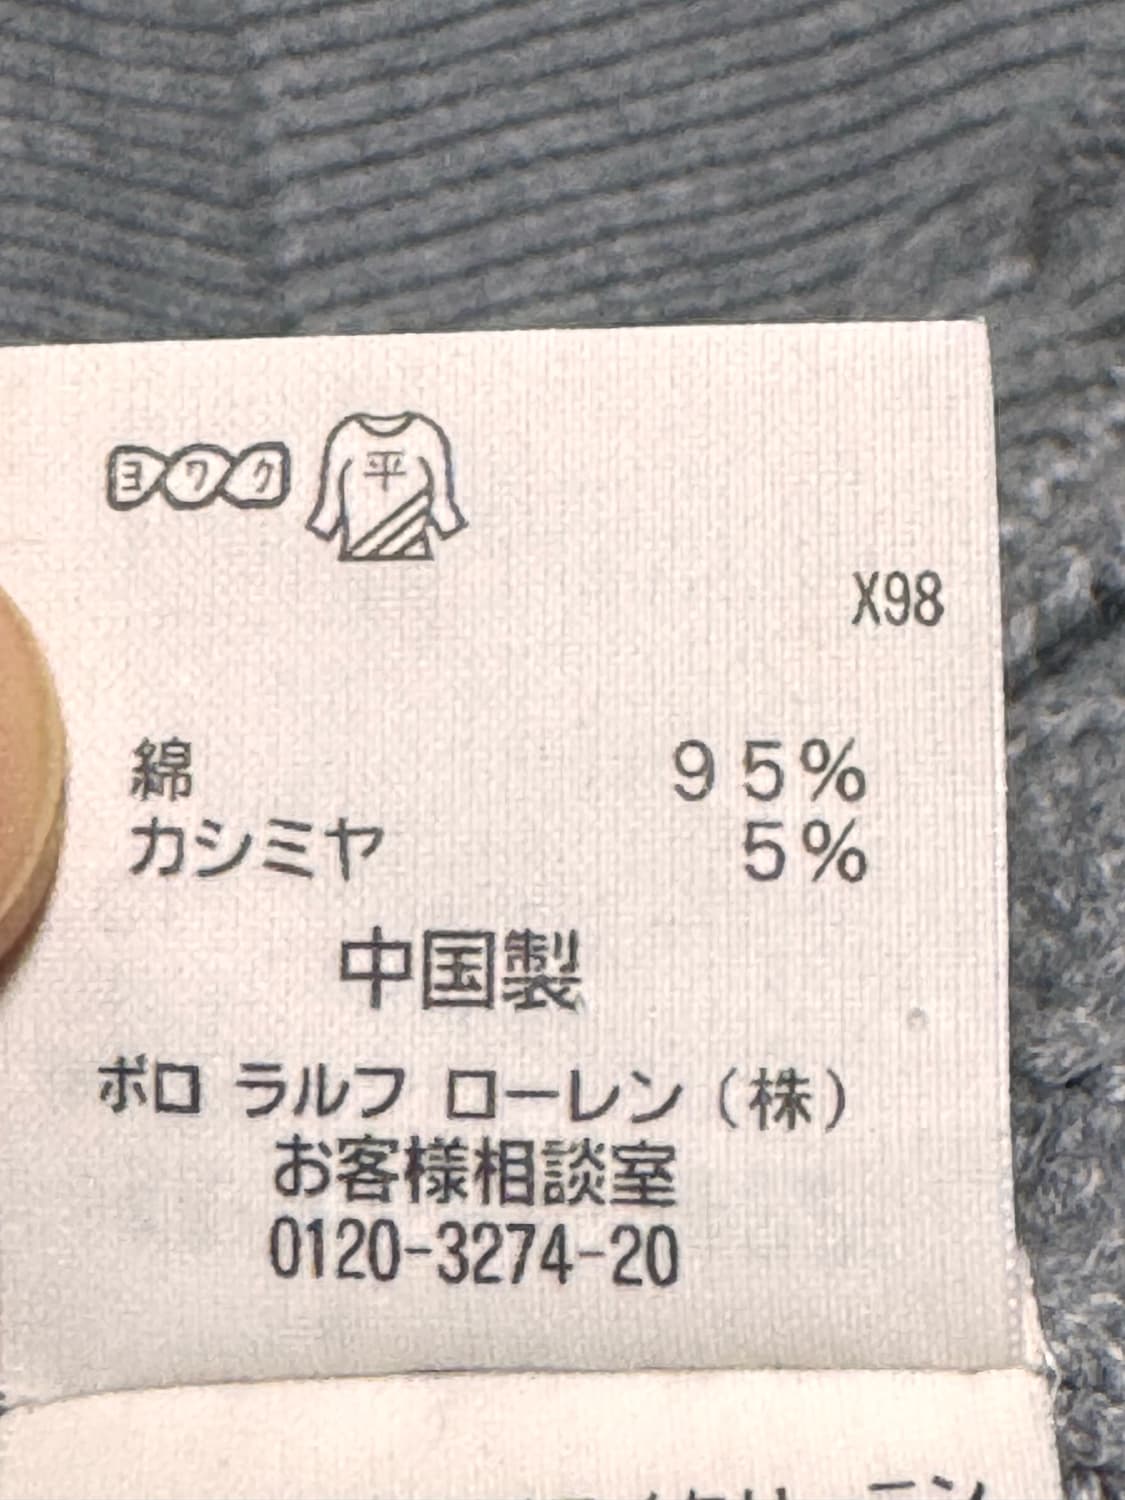 ヨワク 平
X98
綿 95%
カシミヤ 5%
中国製
ポロ ラルフ ローレン (株)
お客様相談室
0120-3274-20